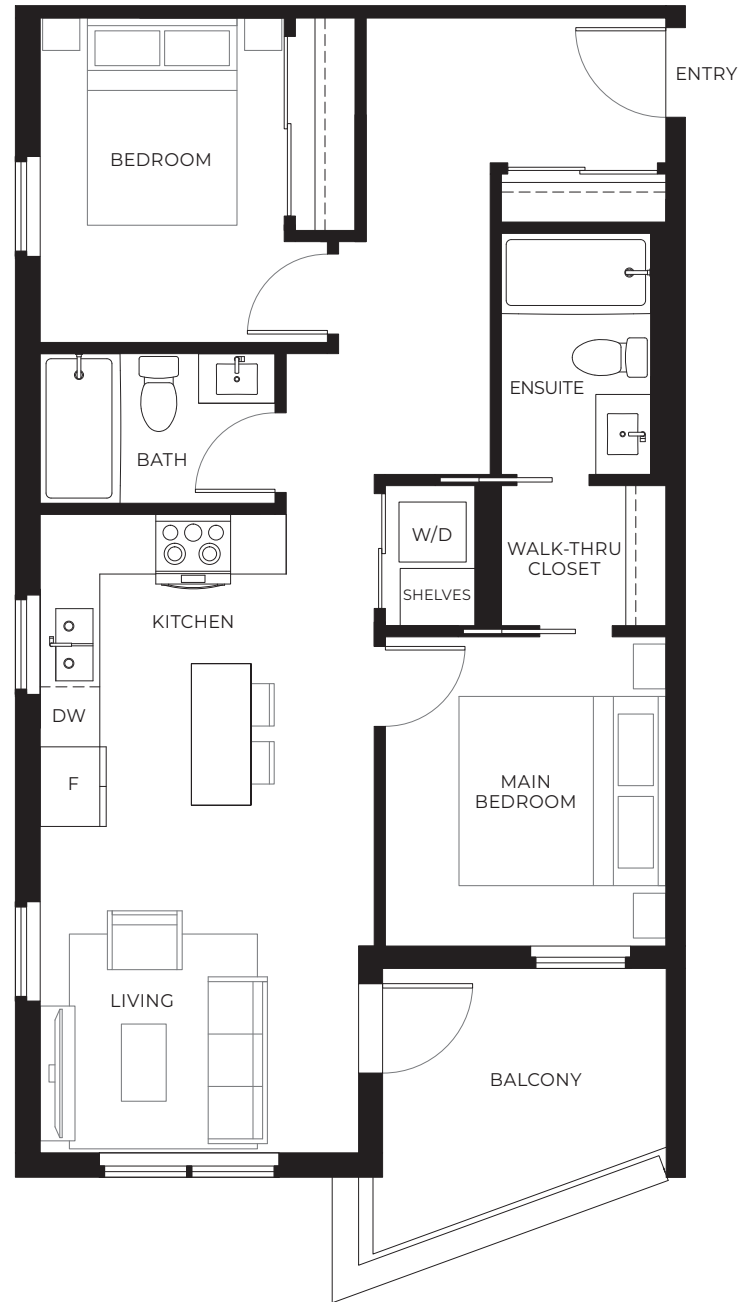 ENTRY
BEDROOM
ENSUITE
BATH
W/D
WALK-THRU
CLOSET
SHELVES
KITCHEN
DW
F
MAIN
BEDROOM
LIVING
BALCONY